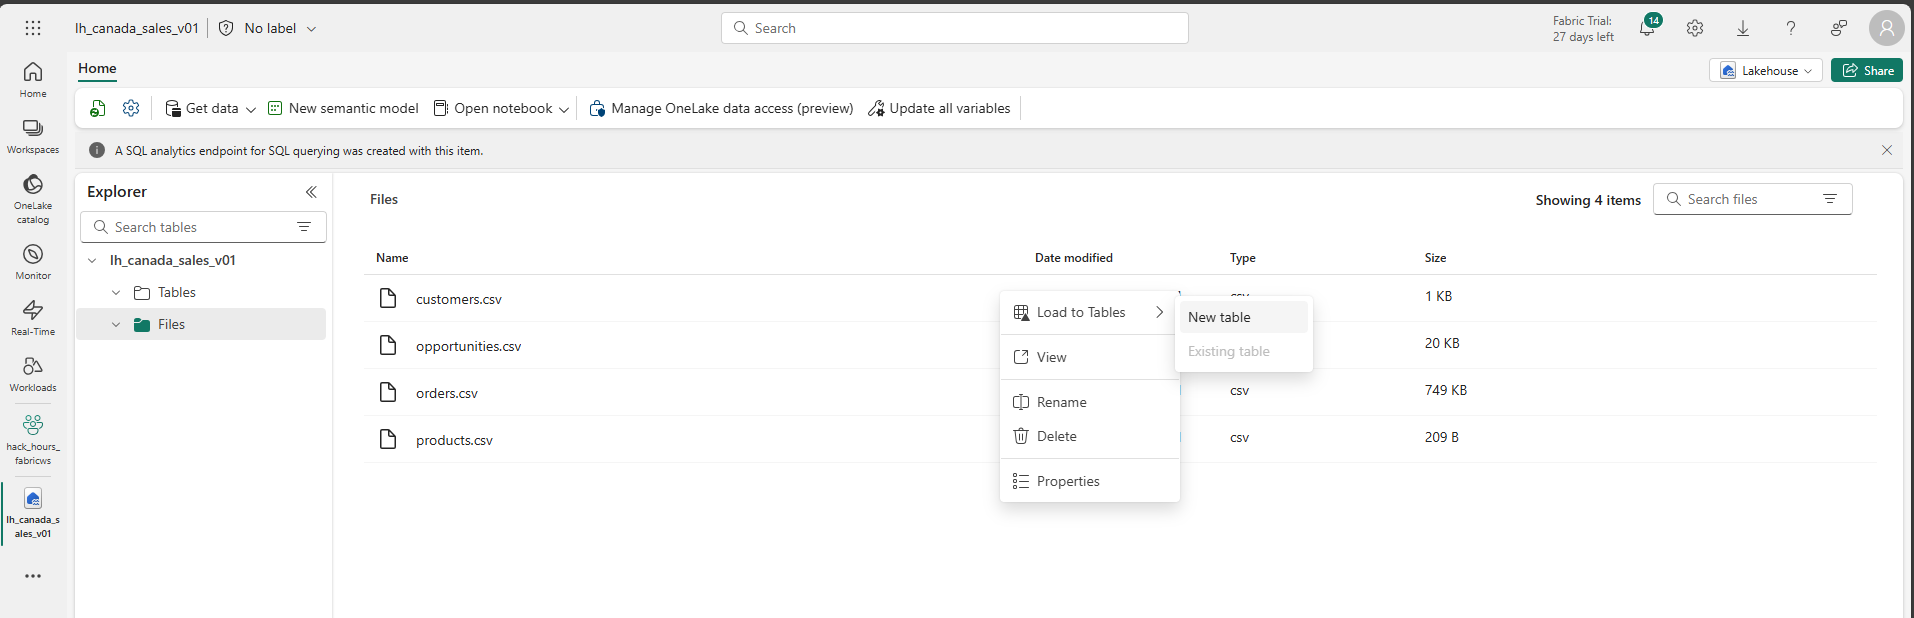 lh_canada_sales_v01
No label
Search
Fabric Trial:
27 days left
14
Home
Workspaces
OneLake
catalog
Monitor
Real-Time
Workloads
hack_hours_
fabricws
lh_canada_s
ales_v01
Home
Lakehouse
Share
Get data
New semantic model
Open notebook
Manage OneLake data access (preview)
Update all variables
A SQL analytics endpoint for SQL querying was created with this item.
Explorer
Search tables
lh_canada_sales_v01
Tables
Files
Files
Showing 4 items
Search files
Name Date modified Type Size
customers.csv 1 KB
opportunities.csv 20 KB
orders.csv csv 749 KB
products.csv csv 209 B
Load to Tables
View
Rename
Delete
Properties
New table
Existing table